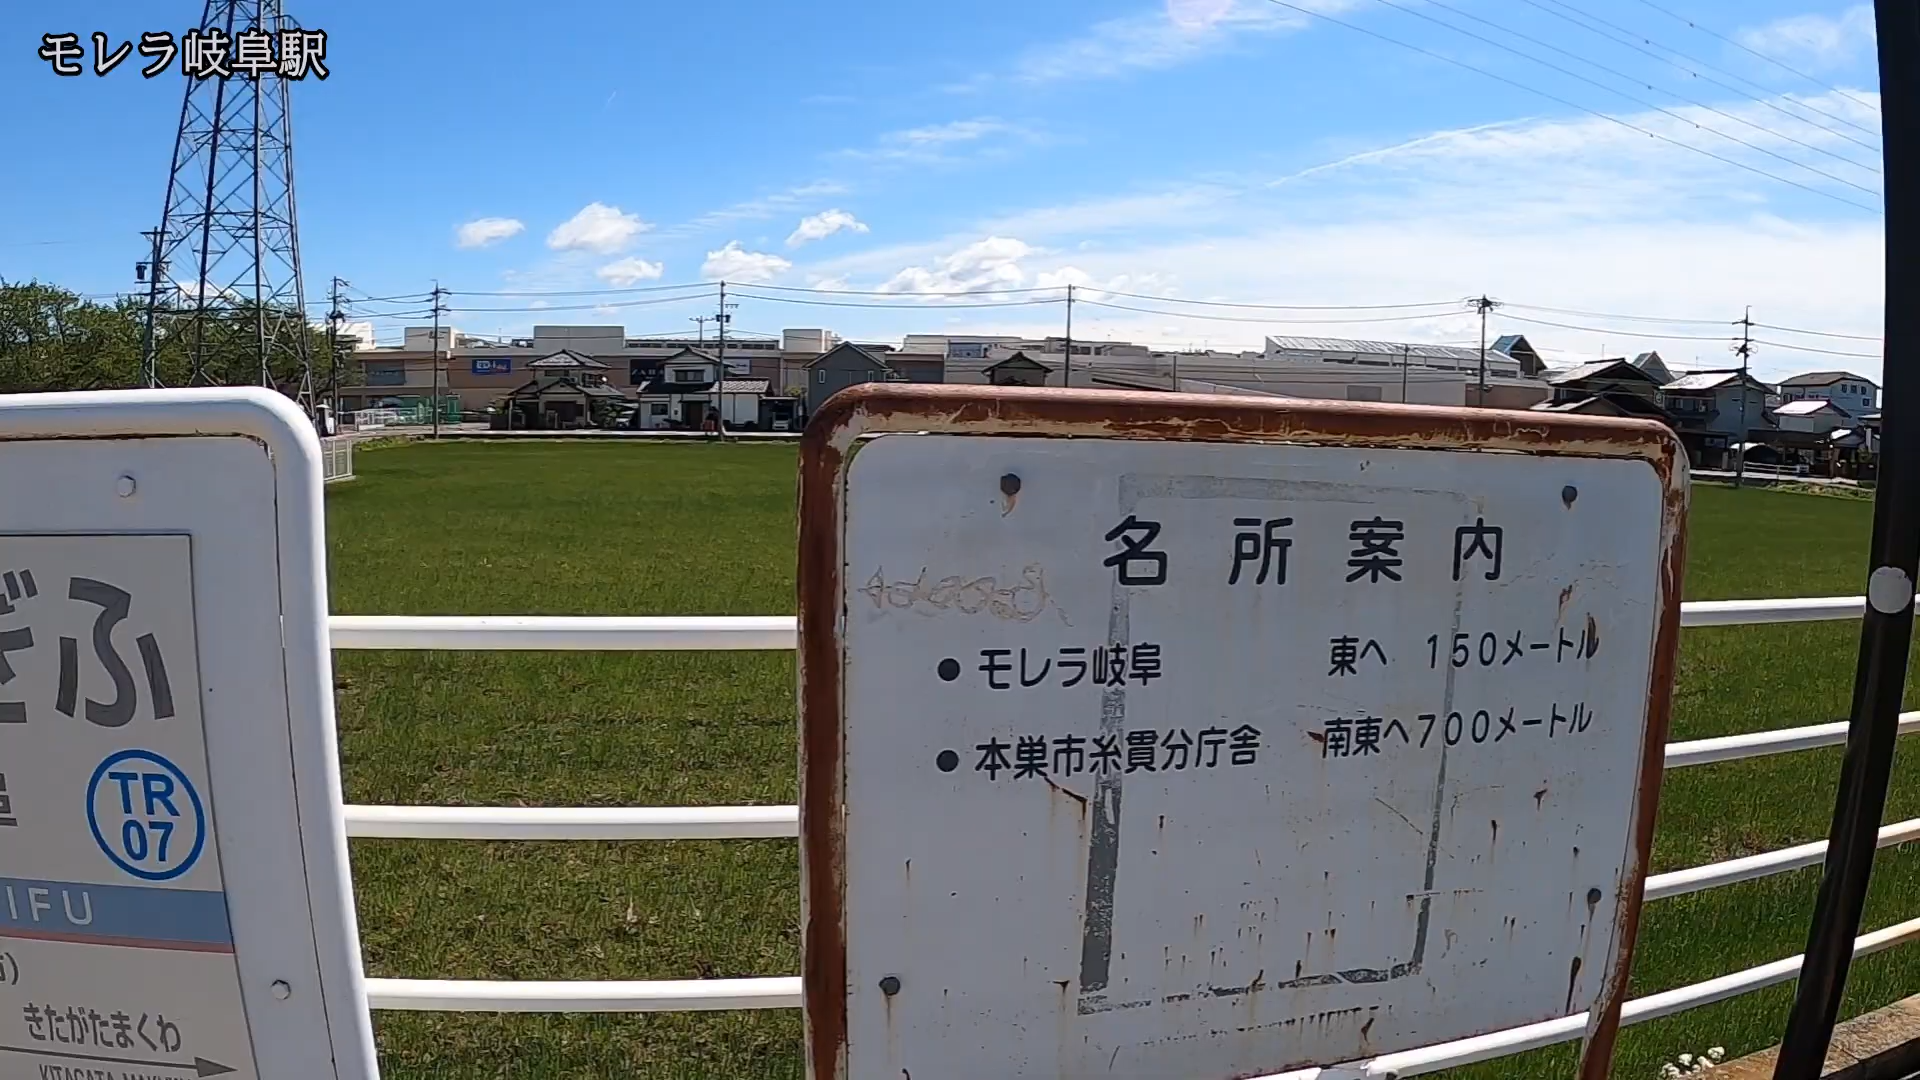 モレラ岐阜駅
ZARA
名所案内
●モレラ岐阜 東へ 150メートル
●本巣市糸貫分庁舎 南東へ700メートル
ぎふ
TR
07
IFU
きたがたまくわ